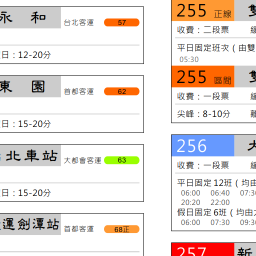 永 和 台北客運 57
日：12-20分
東 園 首都客運 62
日：15-20分
北車站 大都會客運 63
日：15-20分
運劍潭站 首都客運 68正
255 正線 雙
收費：二段票
平日固定班次（由雙
05:30
255 區間 雙
收費：一段票
尖峰：8-10分
256
收費：一段票
平日固定12班（均由
06:00 06:40 07:30
20:20 22:00
假日固定6班（均由
06:00 07:30 09:30
257 新